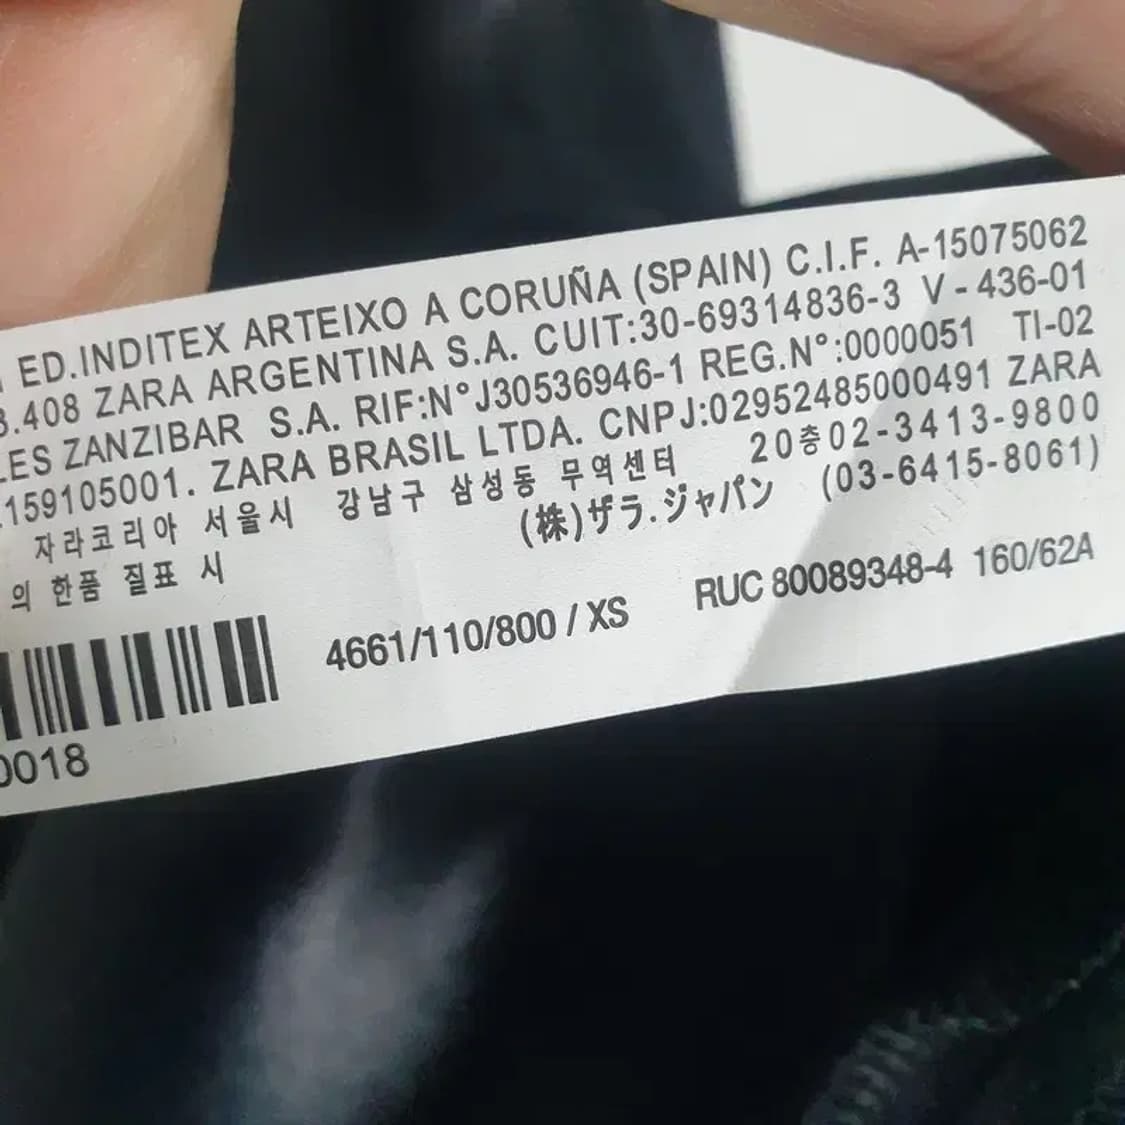 ED.INDITEX ARTEIXO A CORUÑA (SPAIN) C.I.F. A-15075062
3.408 ZARA ARGENTINA S.A. CUIT:30-69314836-3 V-436-01
LES ZANZIBAR S.A. RIF:N°J30536946-1 REG.N°:0000051 TI-02
.159105001. ZARA BRASIL LTDA. CNPJ:02952485000491 ZARA
자라코리아 서울시 강남구 삼성동 무역센터 20층02-3413-9800
의 한품 질표 시 (株)ザラ.ジャパン (03-6415-8061)
4661/110/800 / XS RUC 80089348-4 160/62A
0018